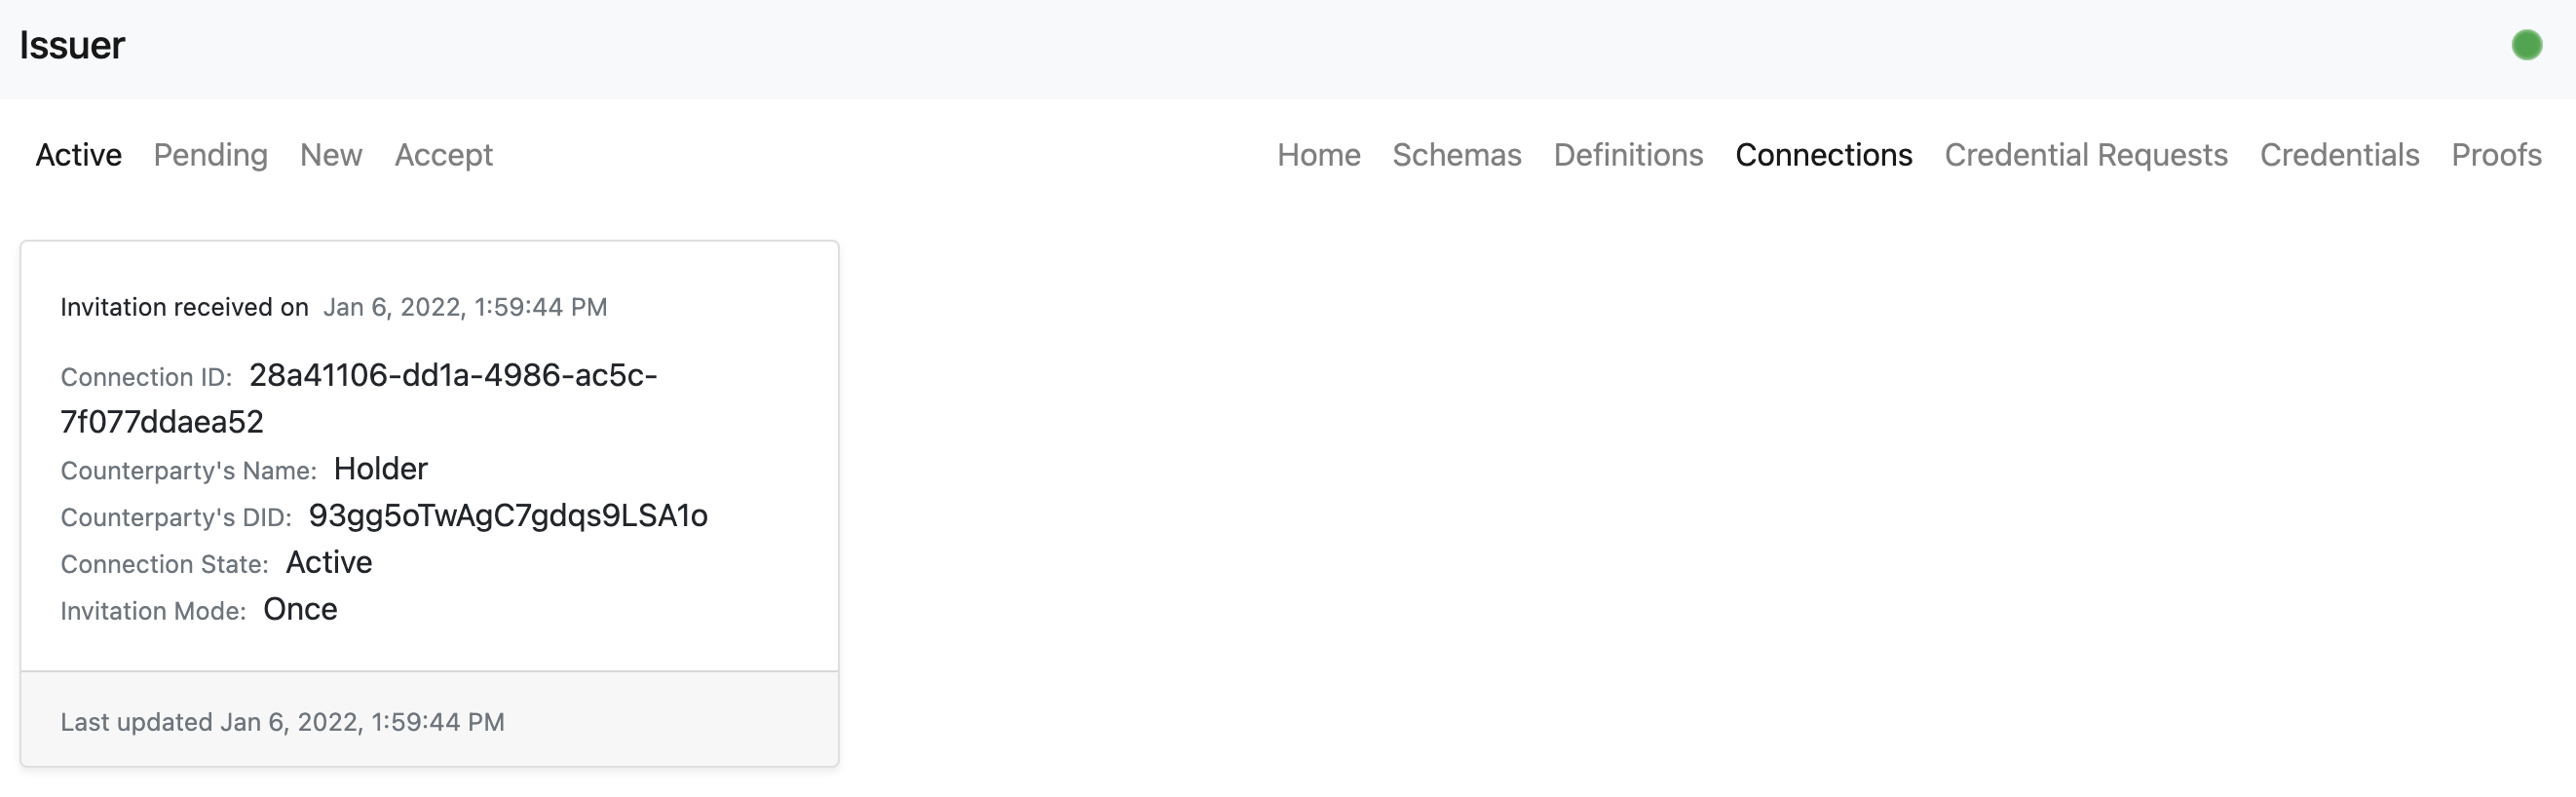 Issuer
Active Pending New Accept Home Schemas Definitions Connections Credential Requests Credentials Proofs
Invitation received on Jan 6, 2022, 1:59:44 PM
Connection ID: 28a41106-dd1a-4986-ac5c-
7f077ddaea52
Counterparty's Name: Holder
Counterparty's DID: 93gg5oTwAgC7gdqs9LSA1o
Connection State: Active
Invitation Mode: Once
Last updated Jan 6, 2022, 1:59:44 PM